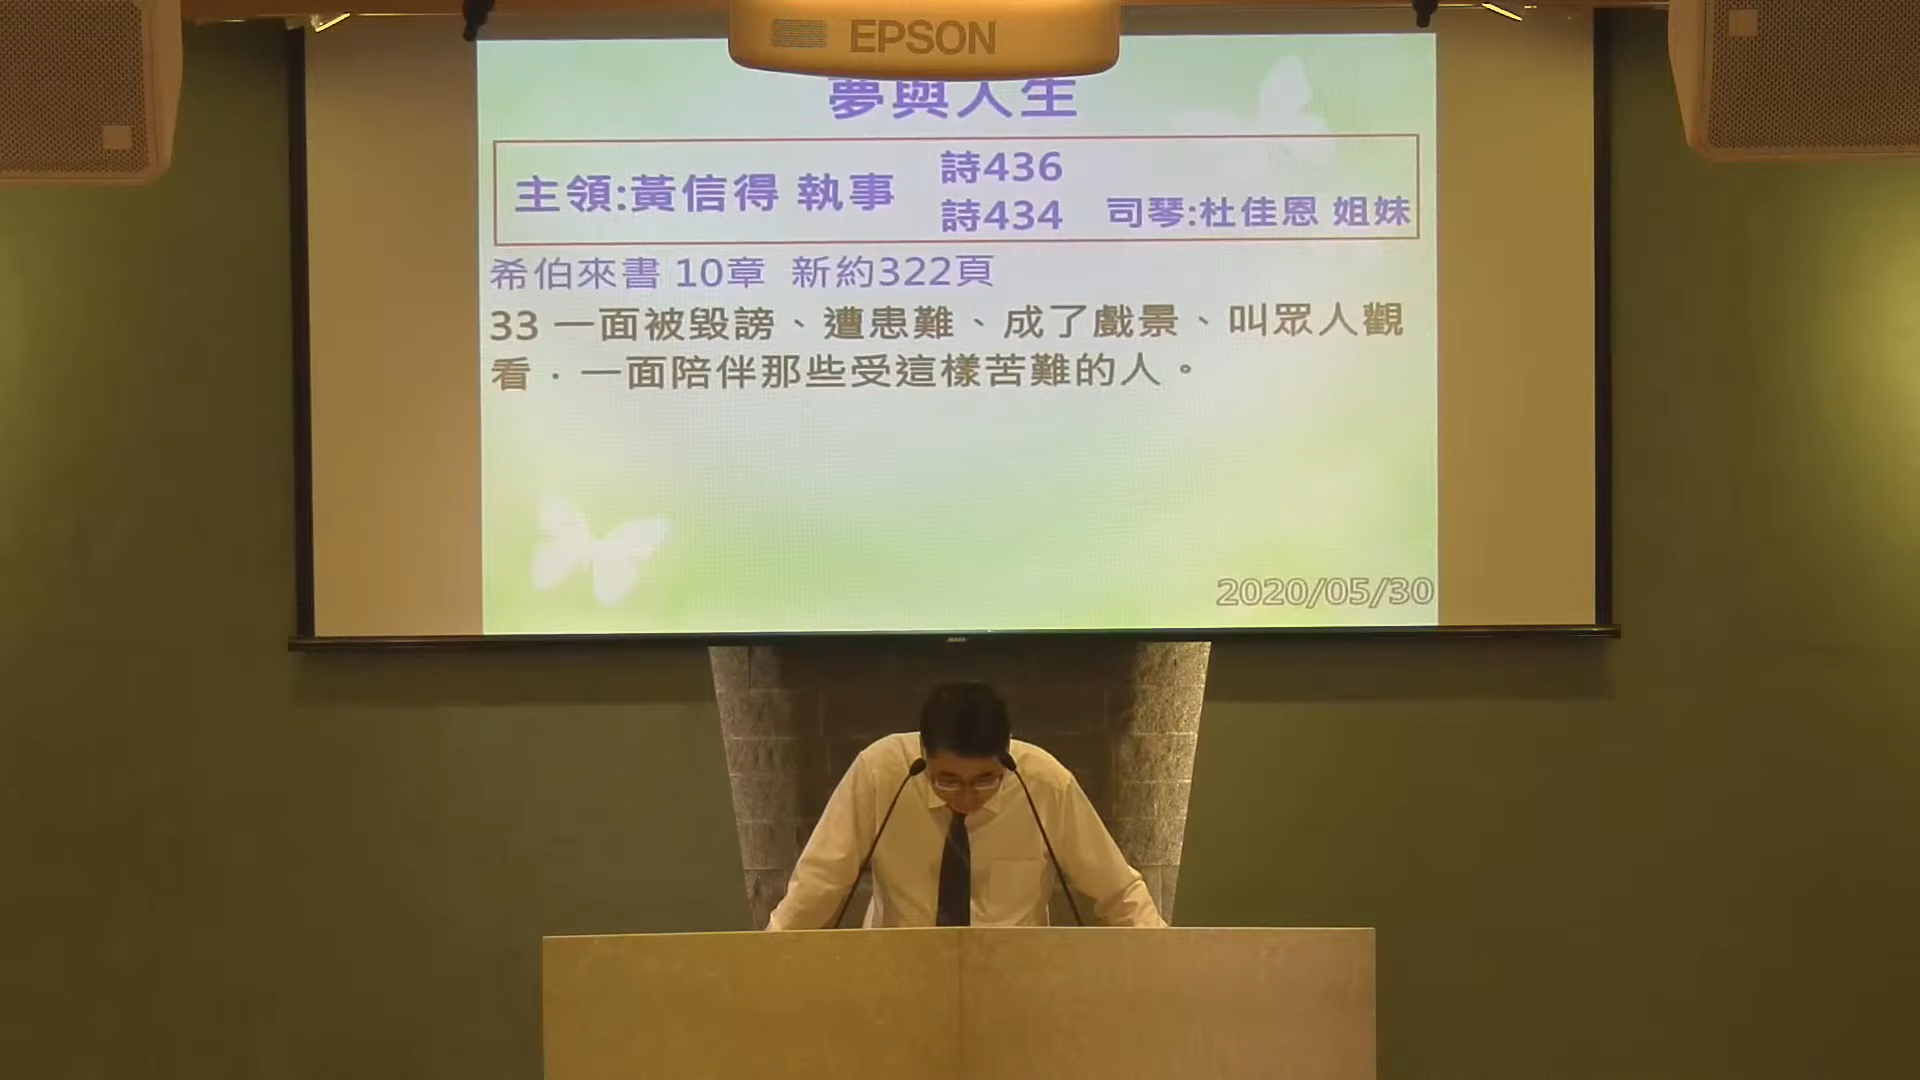 EPSON
夢與人生
主領:黃信得 執事
詩436
詩434
司琴:杜佳恩 姐妹
希伯來書 10章 新約322頁
33 一面被毀謗、遭患難、成了戲景、叫眾人觀
看．一面陪伴那些受這樣苦難的人。
2020/05/30